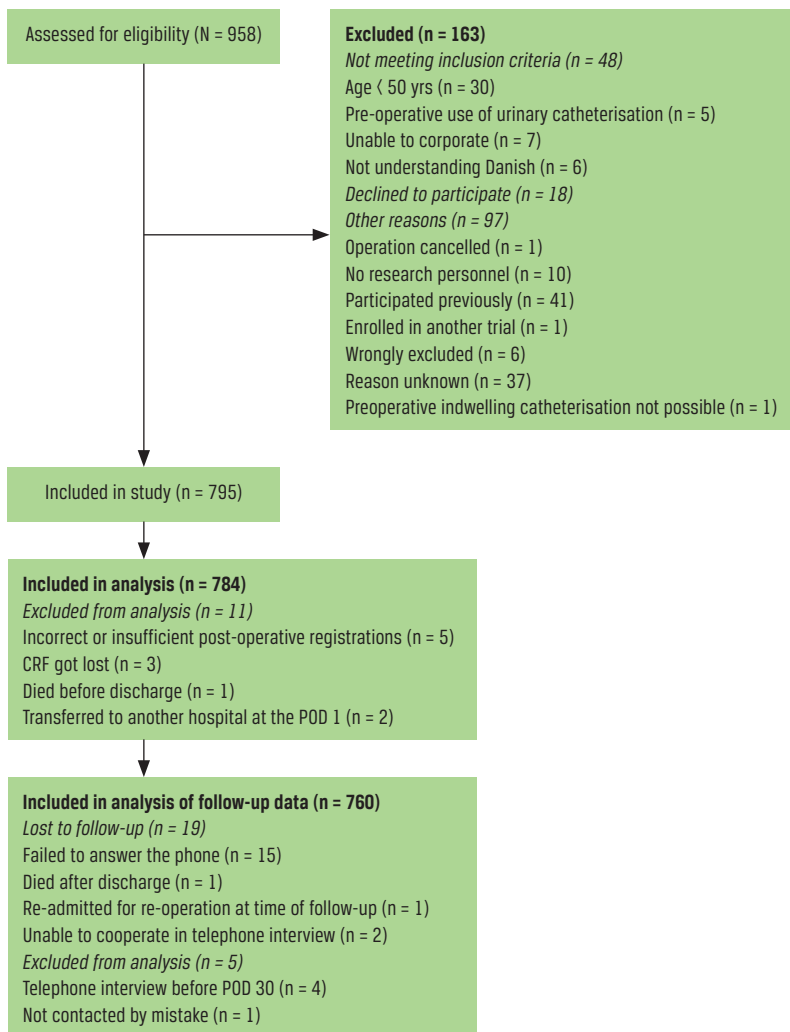 Assessed for eligibility (N = 958)
Excluded (n = 163)
Not meeting inclusion criteria (n = 48)
Age < 50 yrs (n = 30)
Pre-operative use of urinary catheterisation (n = 5)
Unable to corporate (n = 7)
Not understanding Danish (n = 6)
Declined to participate (n = 18)
Other reasons (n = 97)
Operation cancelled (n = 1)
No research personnel (n = 10)
Participated previously (n = 41)
Enrolled in another trial (n = 1)
Wrongly excluded (n = 6)
Reason unknown (n = 37)
Preoperative indwelling catheterisation not possible (n = 1)
Included in study (n = 795)
Included in analysis (n = 784)
Excluded from analysis (n = 11)
Incorrect or insufficient post-operative registrations (n = 5)
CRF got lost (n = 3)
Died before discharge (n = 1)
Transferred to another hospital at the POD 1 (n = 2)
Included in analysis of follow-up data (n = 760)
Lost to follow-up (n = 19)
Failed to answer the phone (n = 15)
Died after discharge (n = 1)
Re-admitted for re-operation at time of follow-up (n = 1)
Unable to cooperate in telephone interview (n = 2)
Excluded from analysis (n = 5)
Telephone interview before POD 30 (n = 4)
Not contacted by mistake (n = 1)